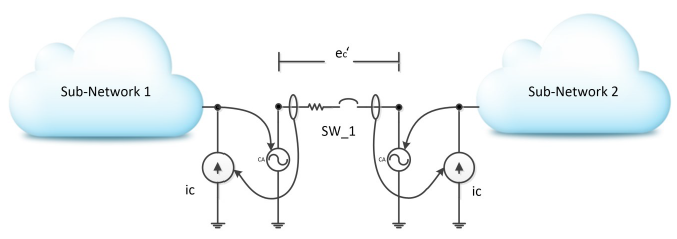 ec'
Sub-Network 1
Sub-Network 2
SW_1
CA
CA
ic
ic